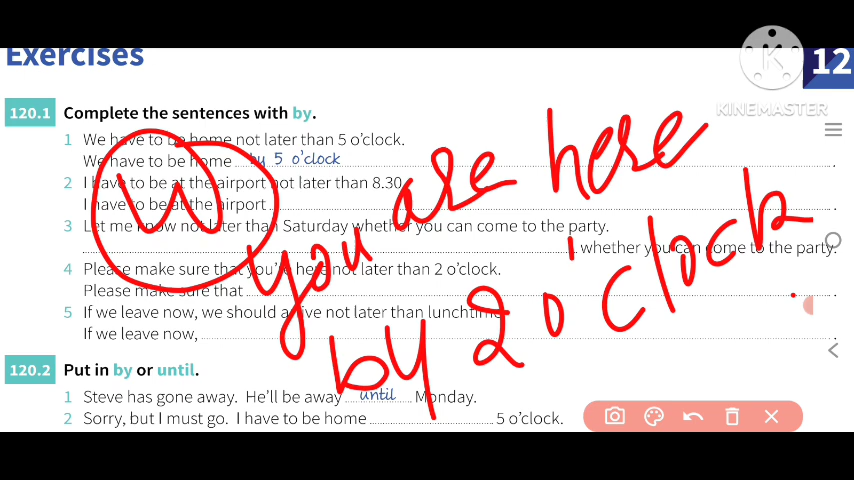 Exercises
12
KINEMASTER
120.1 Complete the sentences with by.
1 We have to be home not later than 5 o'clock.
We have to be home by 5 o'clock .
2 I have to be at the airport not later than 8.30.
I have to be at the airport .
3 Let me know not later than Saturday whether you can come to the party.
whether you can come to the party.
4 Please make sure that you're here not later than 2 o'clock.
Please make sure that .
5 If we leave now, we should arrive not later than lunchtime.
If we leave now, .
you are here
by 2 o'clock
120.2 Put in by or until.
1 Steve has gone away. He'll be away until Monday.
2 Sorry, but I must go. I have to be home 5 o'clock.